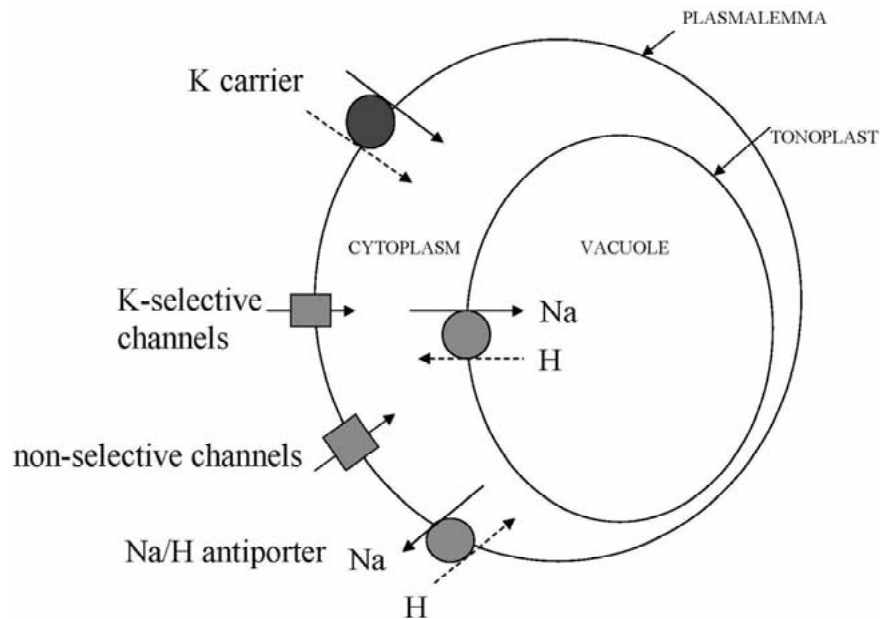 PLASMALEMMA
K carrier
TONOPLAST
CYTOPLASM
VACUOLE
K-selective
channels
Na
H
non-selective channels
Na/H antiporter
Na
H